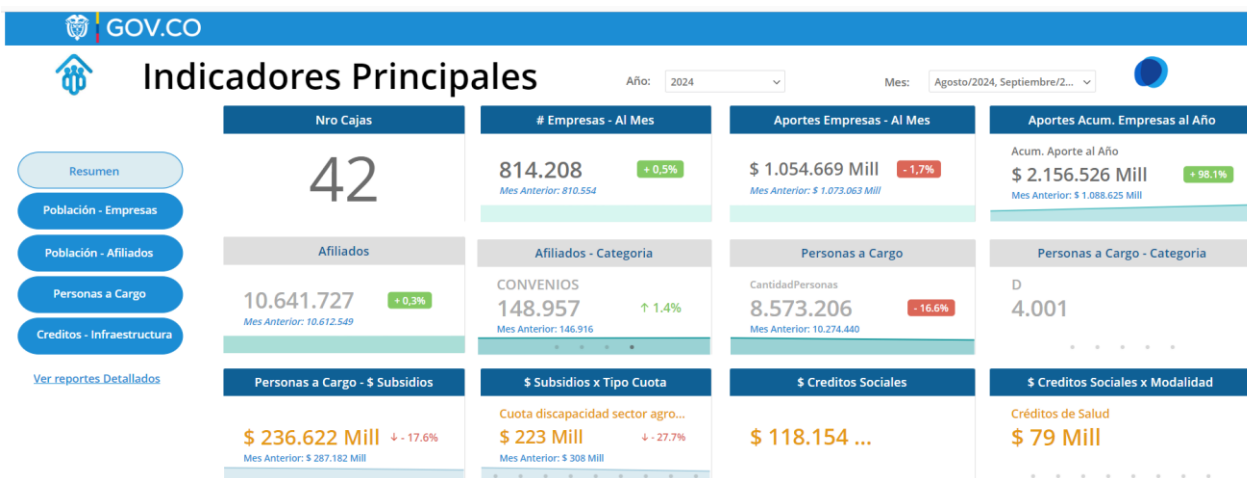 GOV.CO
Indicadores Principales
Año: 2024
Mes: Agosto/2024, Septiembre/2...
Resumen
Población - Empresas
Población - Afiliados
Personas a Cargo
Creditos - Infraestructura
Ver reportes Detallados
Nro Cajas
42
# Empresas - Al Mes
814.208 + 0,5%
Mes Anterior: 810.554
Aportes Empresas - Al Mes
$ 1.054.669 Mill - 1,7%
Mes Anterior: $ 1.073.063 Mill
Aportes Acum. Empresas al Año
Acum. Aporte al Año
$ 2.156.526 Mill + 98.1%
Mes Anterior: $ 1.088.625 Mill
Afiliados
10.641.727 + 0,3%
Mes Anterior: 10.612.549
Afiliados - Categoria
CONVENIOS
148.957 ↑ 1.4%
Mes Anterior: 146.916
Personas a Cargo
CantidadPersonas
8.573.206 - 16.6%
Mes Anterior: 10.274.440
Personas a Cargo - Categoria
D
4.001
Personas a Cargo - $ Subsidios
$ 236.622 Mill ↓ - 17.6%
Mes Anterior: $ 287.182 Mill
$ Subsidios x Tipo Cuota
Cuota discapacidad sector agro...
$ 223 Mill ↓ - 27.7%
Mes Anterior: $ 308 Mill
$ Creditos Sociales
$ 118.154 ...
$ Creditos Sociales x Modalidad
Créditos de Salud
$ 79 Mill